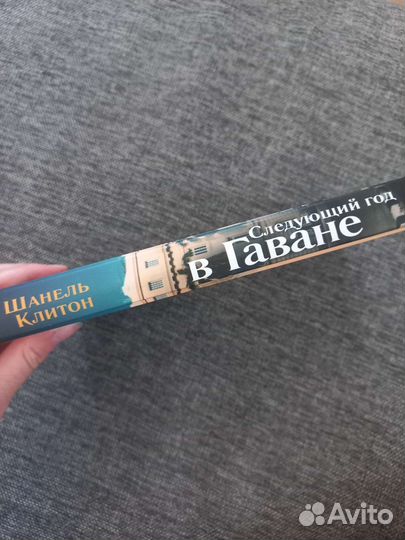 Шанель
Клитон
Следующий год
в Гаване
Avito